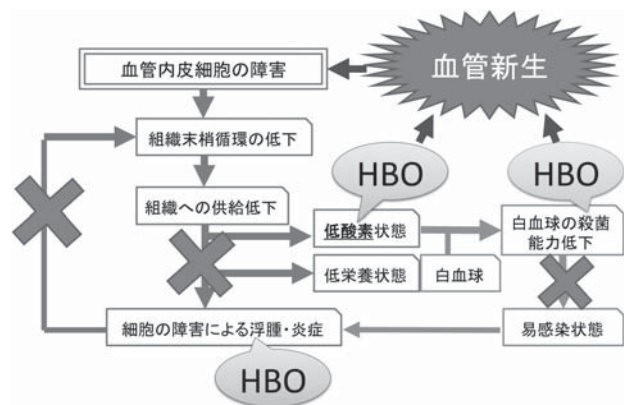 血管内皮細胞の障害
血管新生
組織末梢循環の低下
HBO
HBO
組織への供給低下
低酸素状態
白血球の殺菌
能力低下
低栄養状態
白血球
細胞の障害による浮腫・炎症
易感染状態
HBO